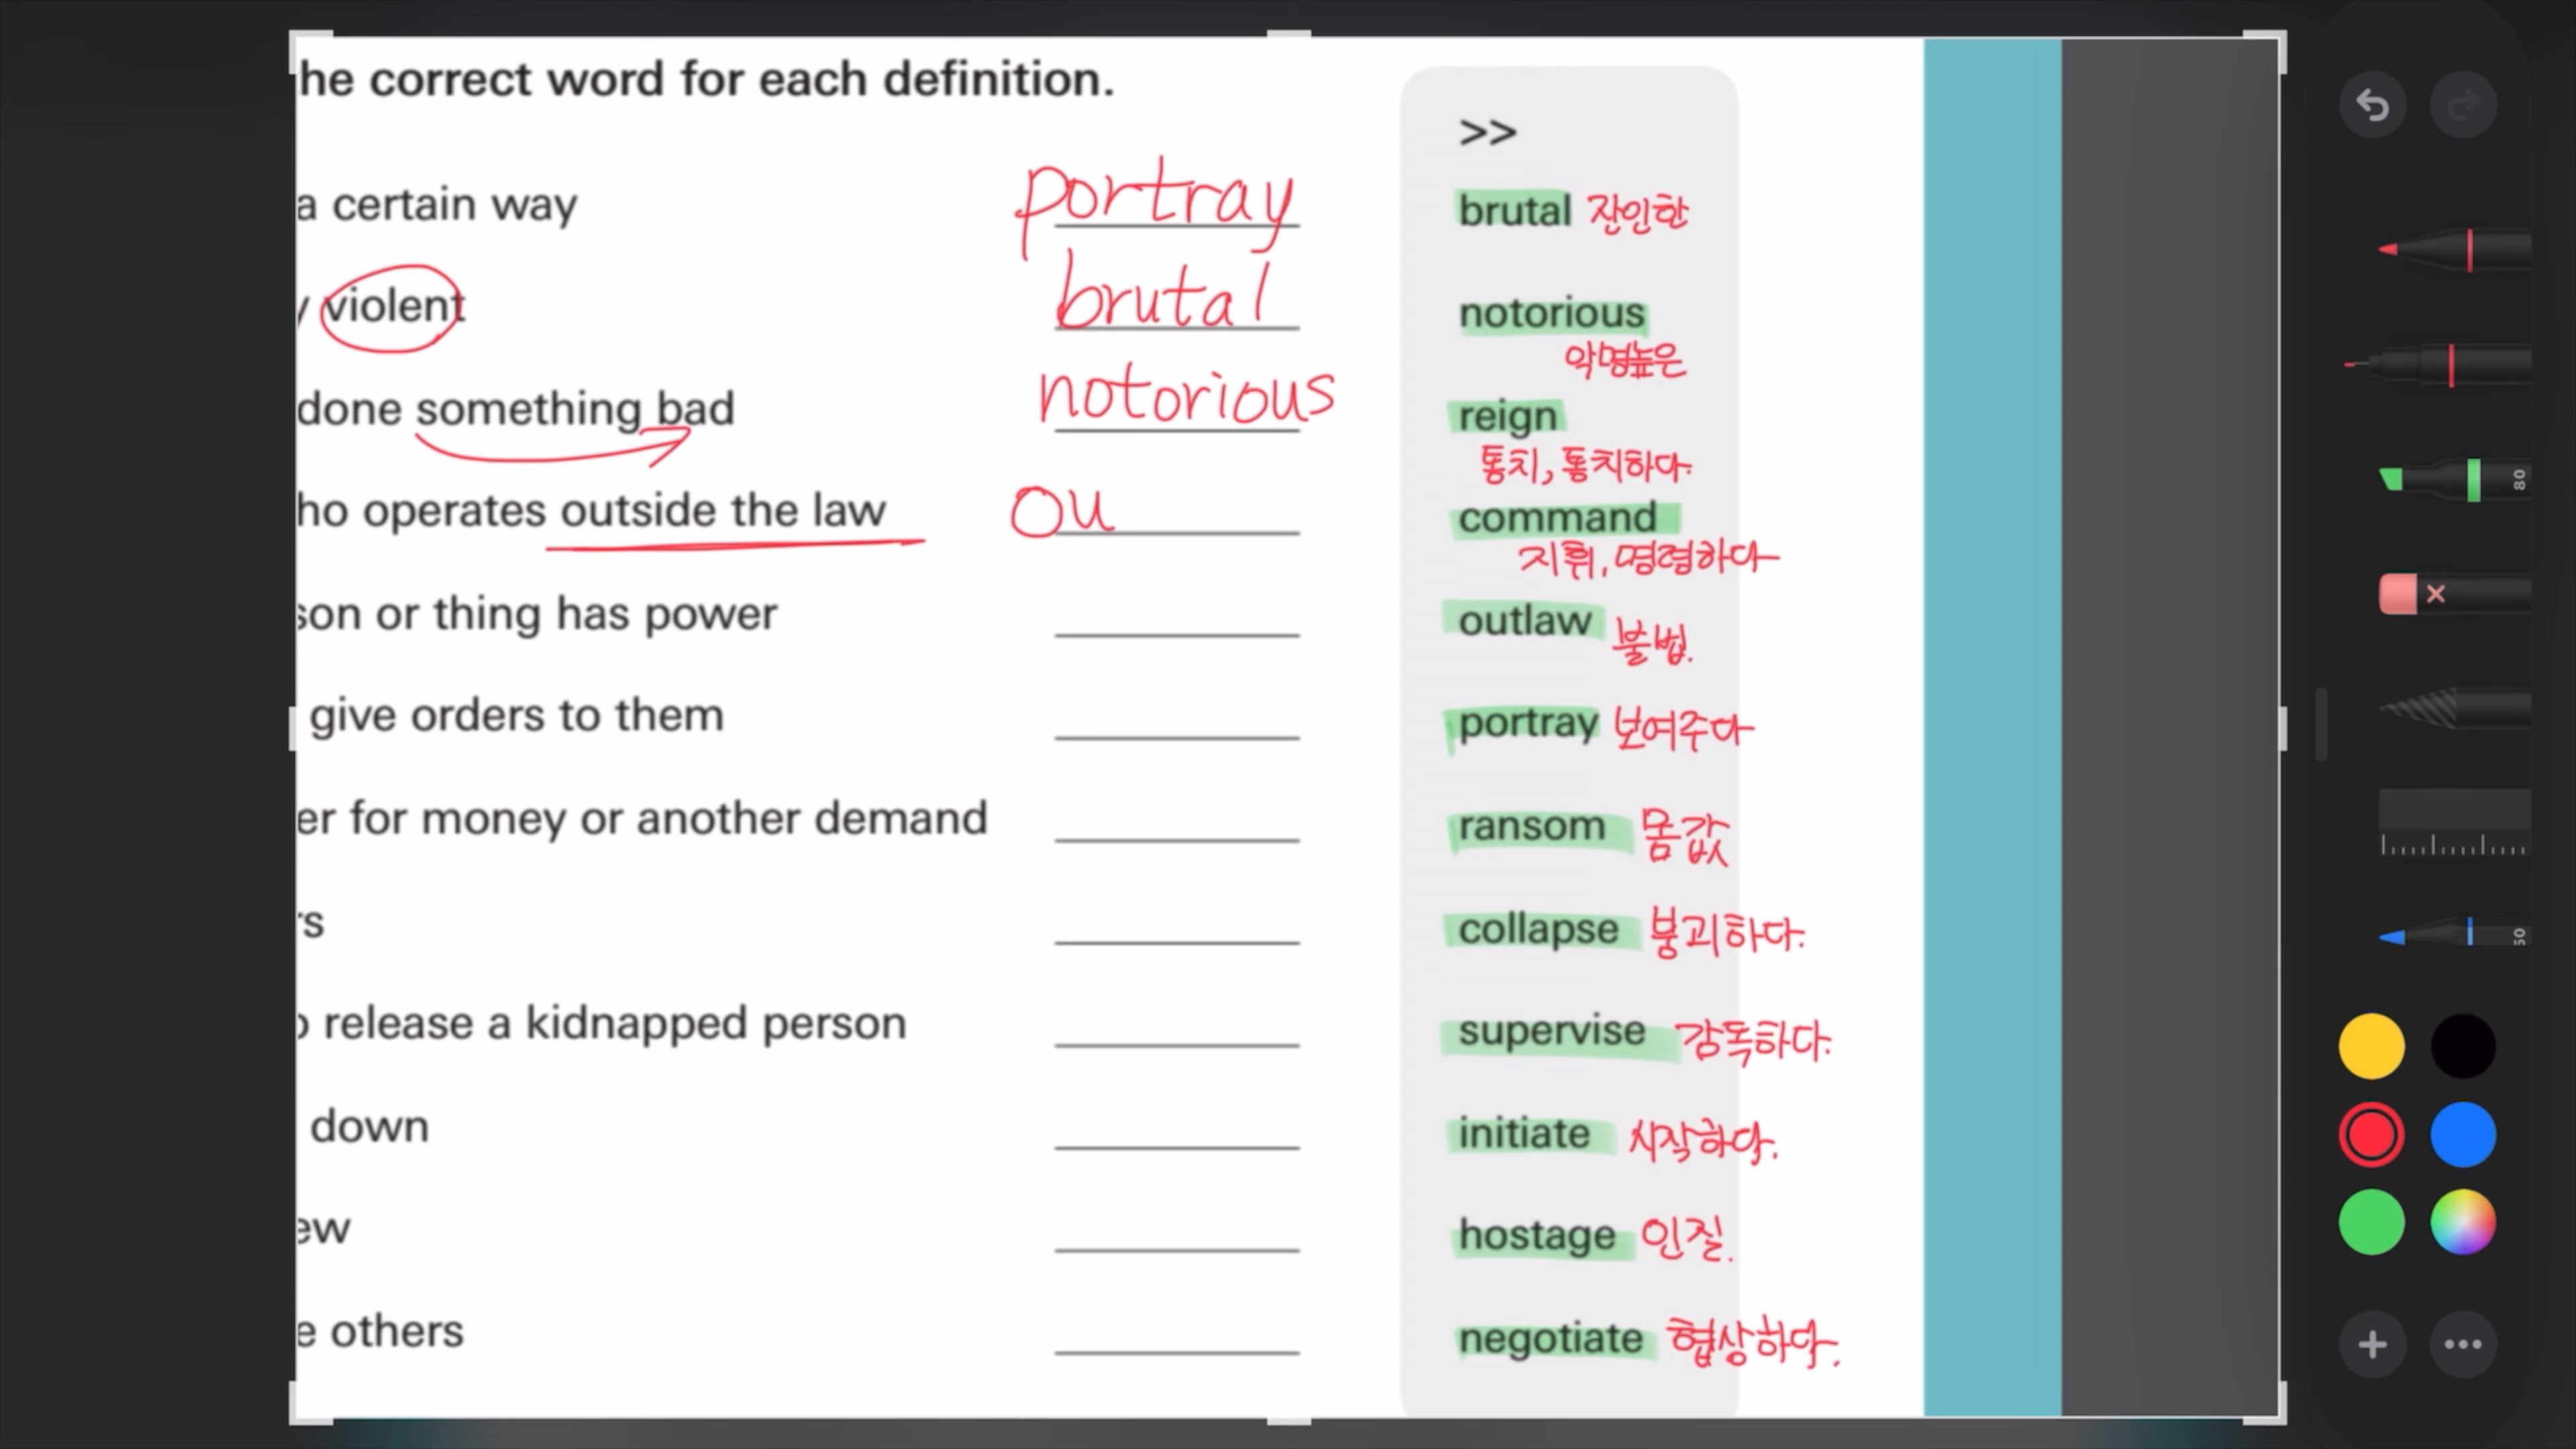 he correct word for each definition.
>>
a certain way portray
brutal 잔인한
y violent brutal
notorious
악명높은
done something bad notorious
reign
통치, 통치하다.
ho operates outside the law ou
command
지휘, 명령하다
son or thing has power
outlaw 불법.
give orders to them
portray 보여주다
er for money or another demand
ransom 몸값
rs
collapse 붕괴하다.
o release a kidnapped person
supervise 감독하다.
down
initiate 시작하다.
ew
hostage 인질.
e others
negotiate 협상하다.
80
50